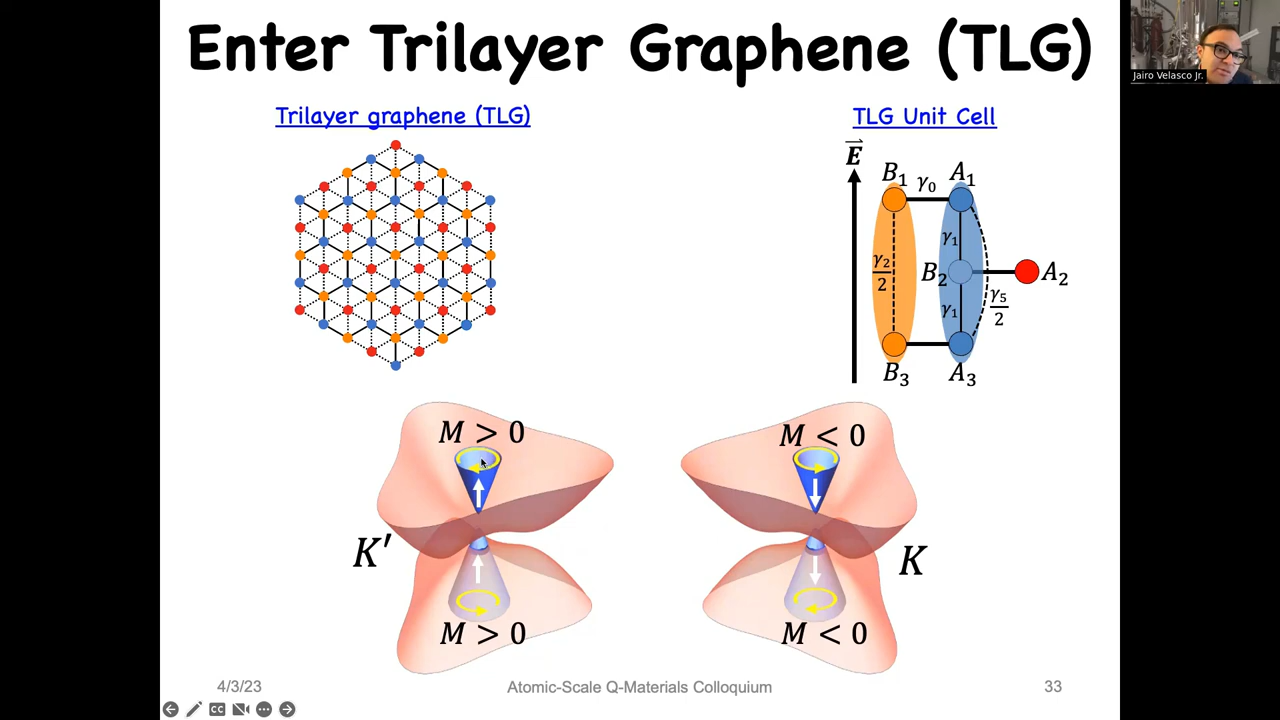 Enter Trilayer Graphene (TLG)
Jairo Velasco Jr.
Trilayer graphene (TLG)
TLG Unit Cell
E⃗
B₁ γ₀ A₁
γ₁
γ₂/2 B₂ A₂
γ₁ γ₅/2
B₃ A₃
M > 0 M < 0
K′ K
M > 0 M < 0
4/3/23 Atomic-Scale Q-Materials Colloquium 33
CC